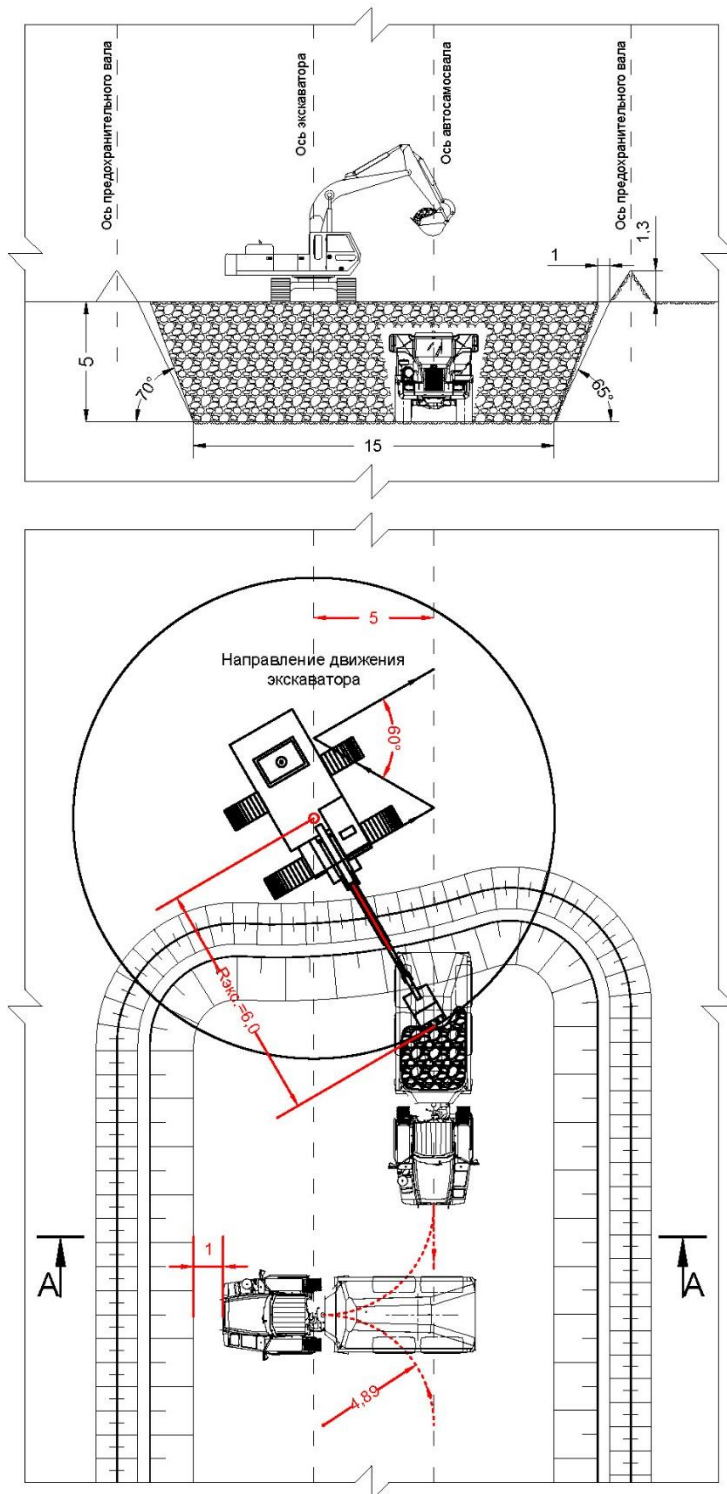 Ось предохранительного вала
Ось экскаватора
Ось автосамосвала
Ось предохранительного вала
1
1,3
5
70°
65°
15
5
Направление движения
экскаватора
60°
Rэкс.=6,0
1
А
А
4,89